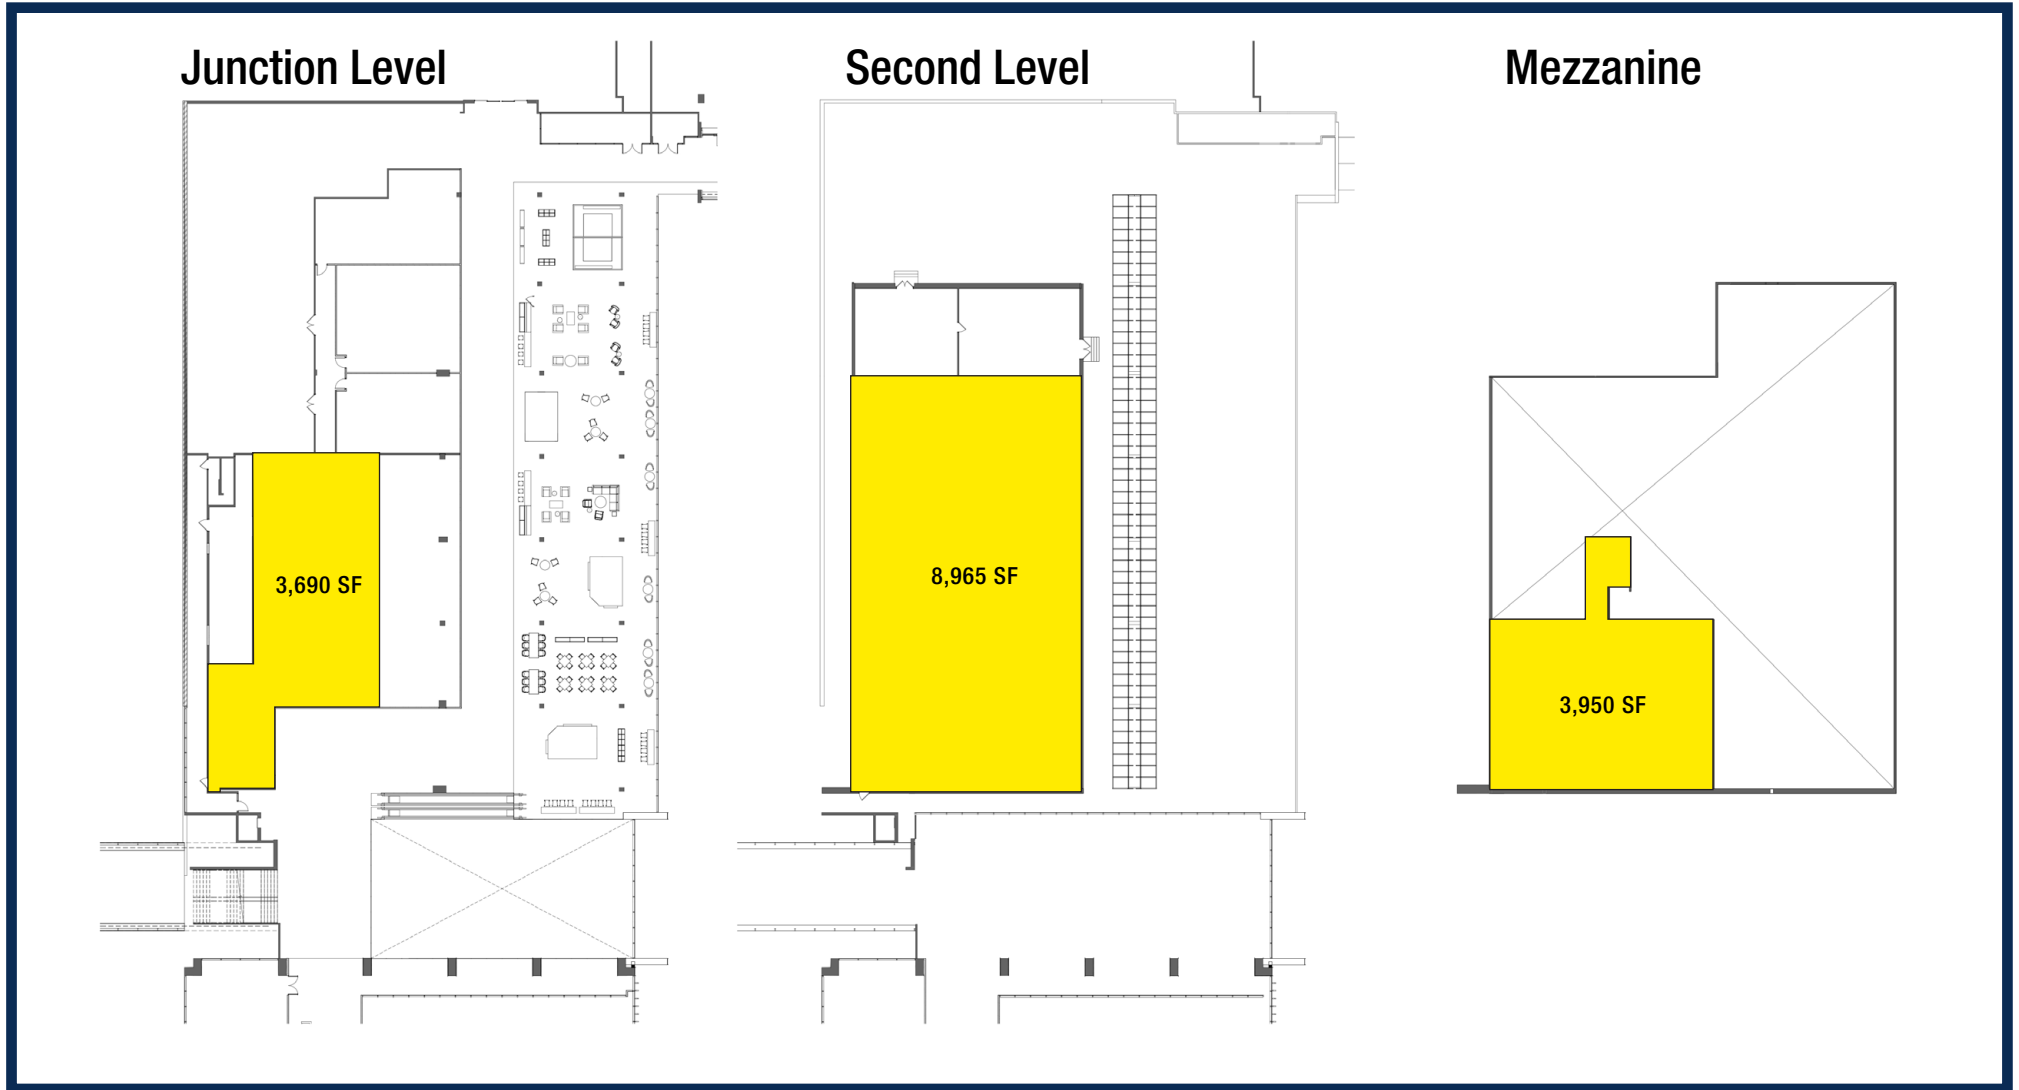 Junction Level
Second Level
Mezzanine
3,690 SF
8,965 SF
3,950 SF